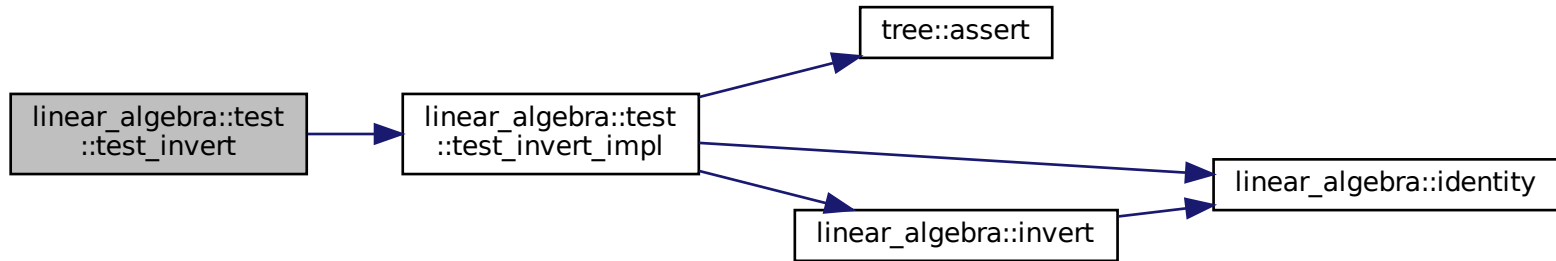 linear_algebra::test
::test_invert
linear_algebra::test
::test_invert_impl
tree::assert
linear_algebra::invert
linear_algebra::identity